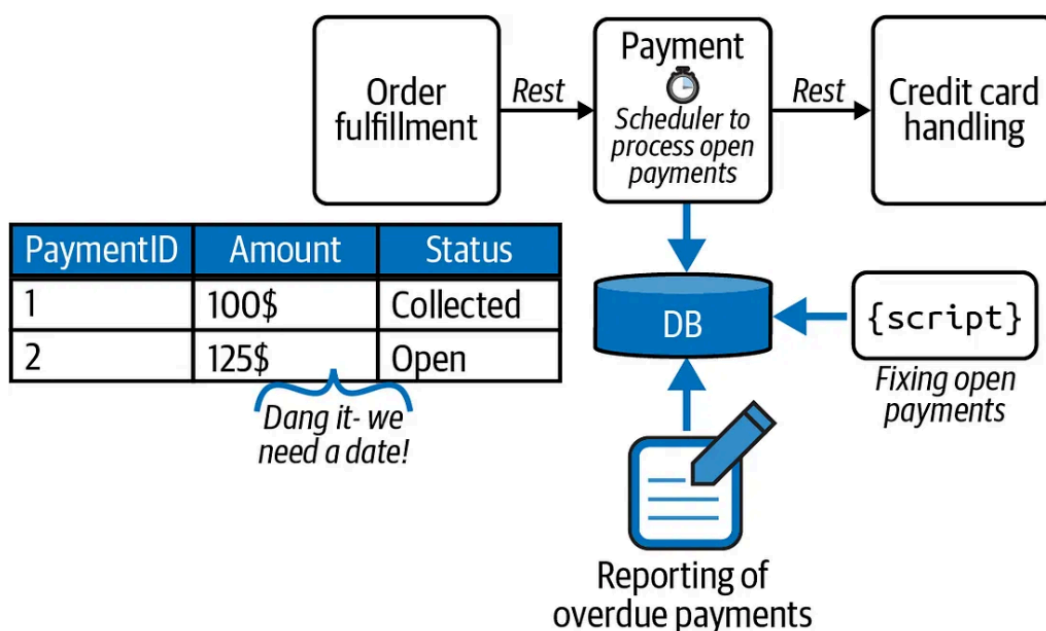 Order
fulfillment
Rest
Payment
Scheduler to
process open
payments
Rest
Credit card
handling
PaymentID Amount Status
1 100$ Collected
2 125$ Open
Dang it- we
need a date!
DB
{script}
Fixing open
payments
Reporting of
overdue payments